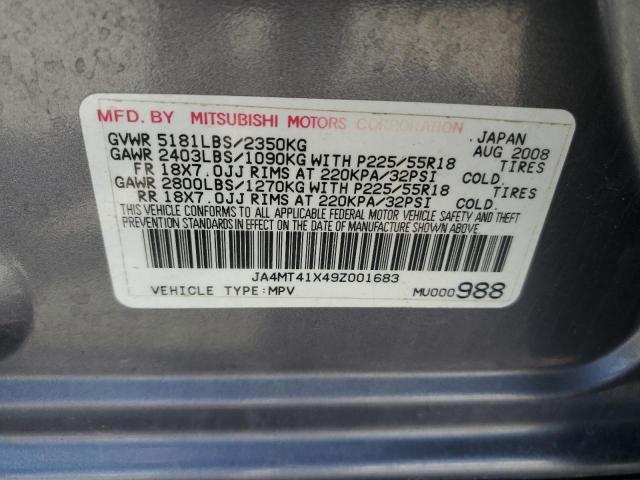 MFD. BY MITSUBISHI MOTORS CORPORATION JAPAN
GVWR 5181LBS/2350KG AUG 2008
GAWR 2403LBS/1090KG WITH P225/55R18 TIRES
FR 18X7.0JJ RIMS AT 220KPA/32PSI COLD.
GAWR 2800LBS/1270KG WITH P225/55R18 TIRES
RR 18X7.0JJ RIMS AT 220KPA/32PSI COLD.
THIS VEHICLE CONFORMS TO ALL APPLICABLE FEDERAL MOTOR VEHICLE SAFETY AND THEFT
PREVENTION STANDARDS IN EFFECT ON THE DATE OF MANUFACTURE SHOWN ABOVE.
JA4MT41X49Z001683
VEHICLE TYPE:MPV MU000988